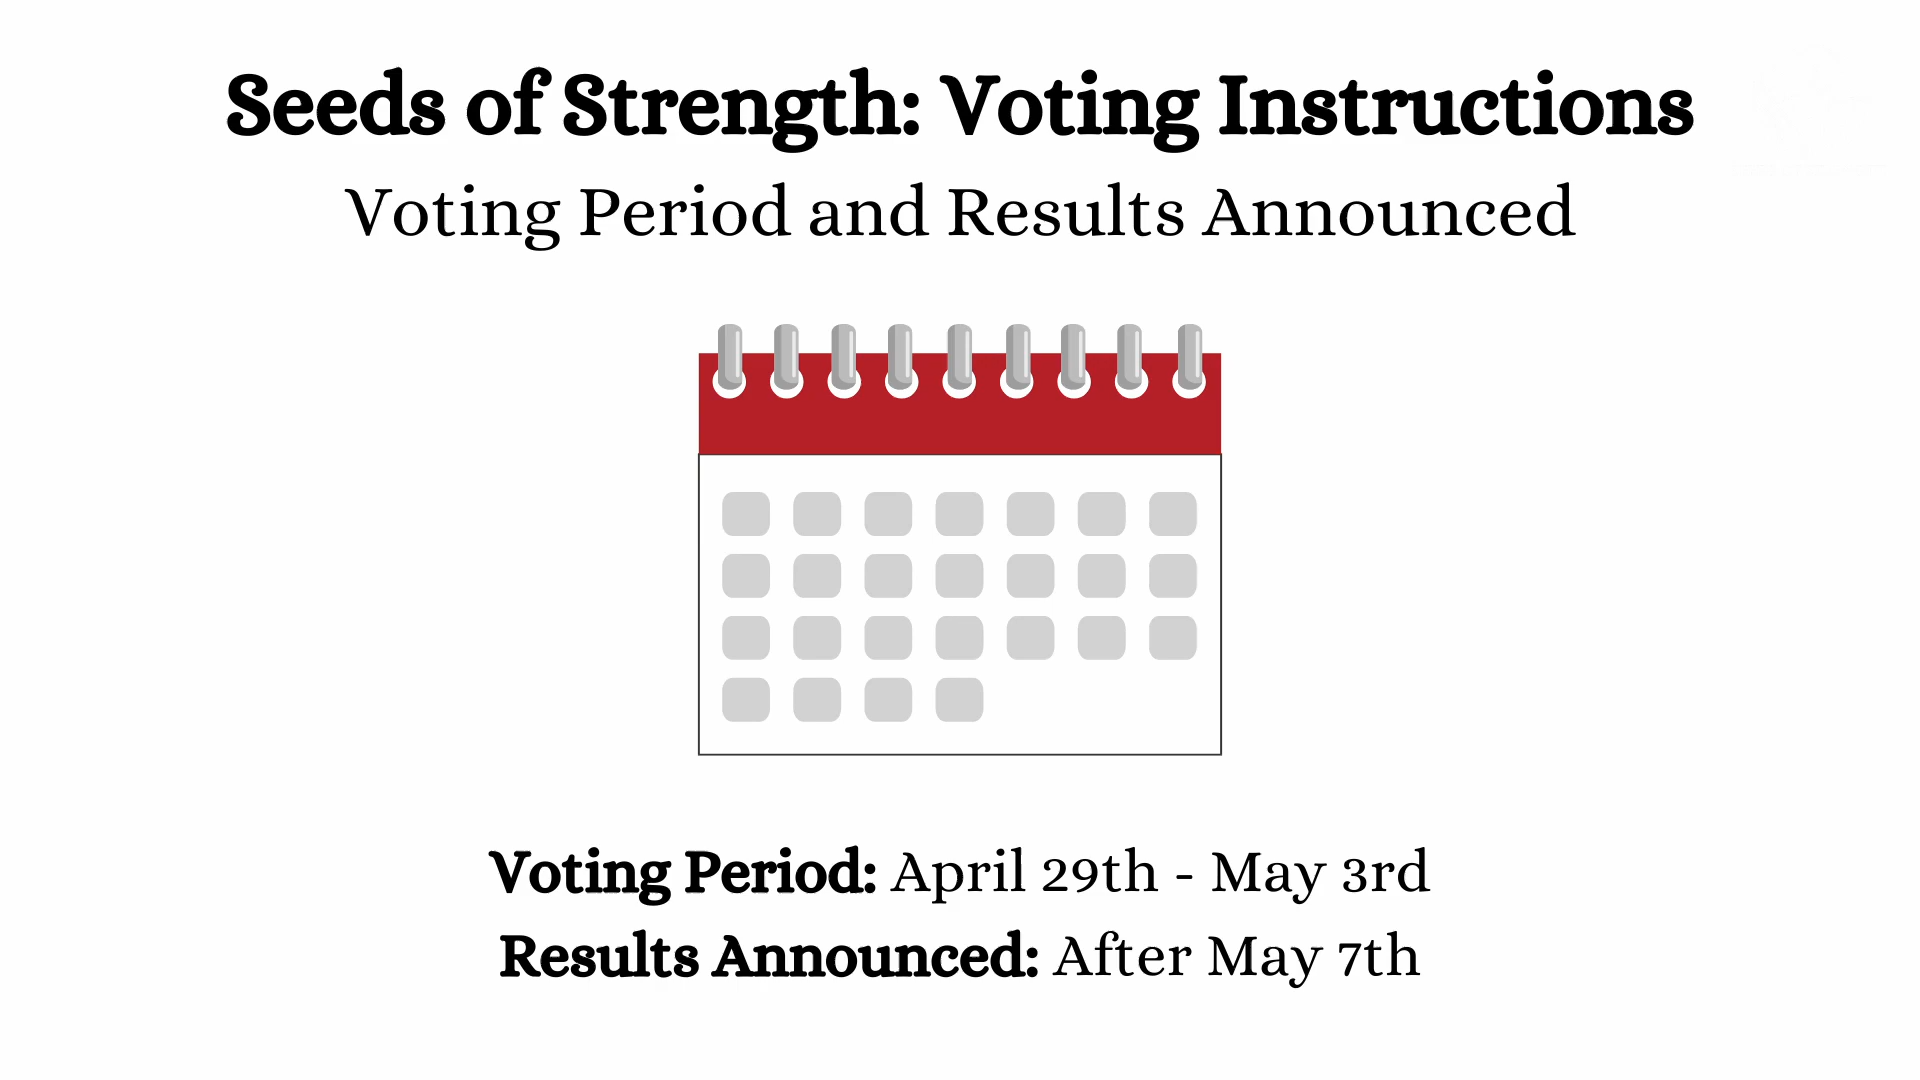 Seeds of Strength: Voting Instructions
Voting Period and Results Announced
Voting Period: April 29th - May 3rd
Results Announced: After May 7th